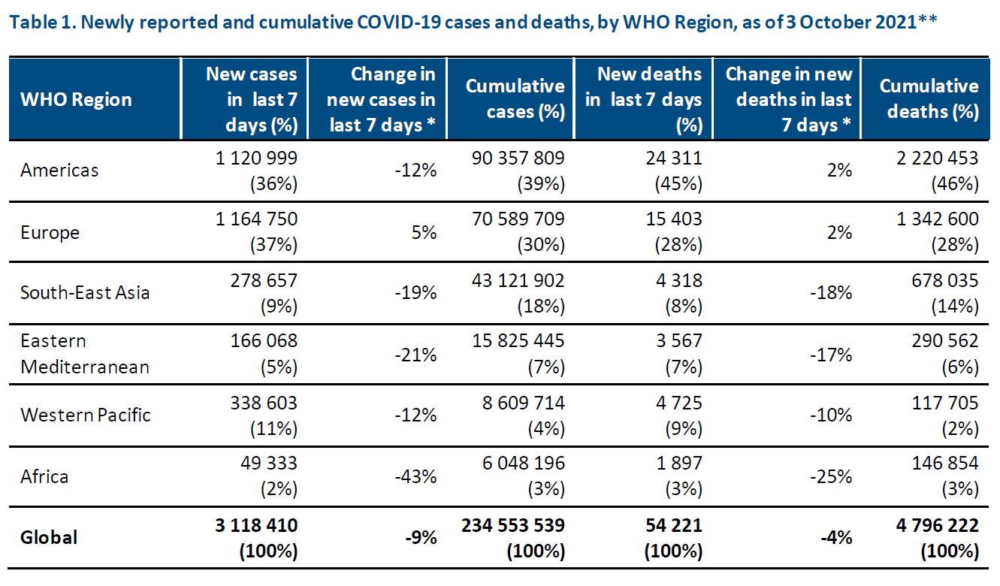 Table 1. Newly reported and cumulative COVID-19 cases and deaths, by WHO Region, as of 3 October 2021**
WHO Region
New cases
in last 7
days (%)
Change in
new cases in
last 7 days *
Cumulative
cases (%)
New deaths
in last 7 days
(%)
Change in new
deaths in last
7 days *
Cumulative
deaths (%)
Americas
1 120 999
(36%)
-12%
90 357 809
(39%)
24 311
(45%)
2%
2 220 453
(46%)
Europe
1 164 750
(37%)
5%
70 589 709
(30%)
15 403
(28%)
2%
1 342 600
(28%)
South-East Asia
278 657
(9%)
-19%
43 121 902
(18%)
4 318
(8%)
-18%
678 035
(14%)
Eastern
Mediterranean
166 068
(5%)
-21%
15 825 445
(7%)
3 567
(7%)
-17%
290 562
(6%)
Western Pacific
338 603
(11%)
-12%
8 609 714
(4%)
4 725
(9%)
-10%
117 705
(2%)
Africa
49 333
(2%)
-43%
6 048 196
(3%)
1 897
(3%)
-25%
146 854
(3%)
Global
3 118 410
(100%)
-9%
234 553 539
(100%)
54 221
(100%)
-4%
4 796 222
(100%)